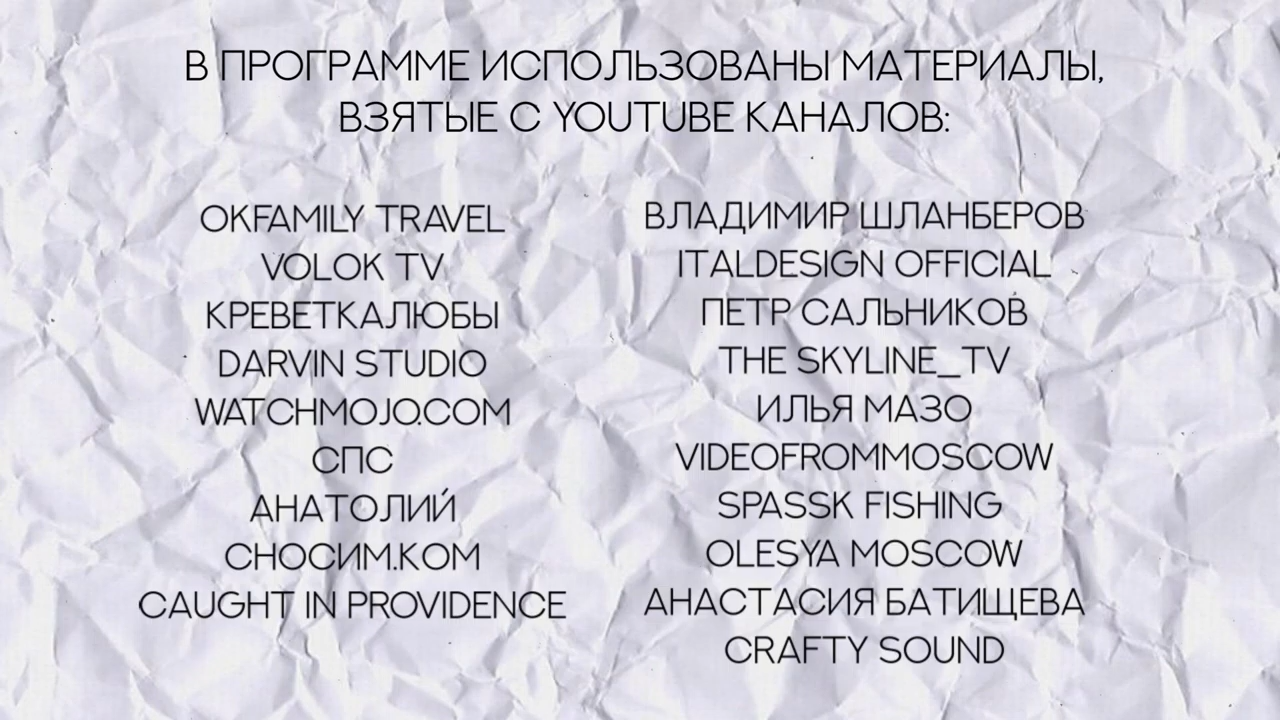 В ПРОГРАММЕ ИСПОЛЬЗОВАНЫ МАТЕРИАЛЫ,
ВЗЯТЫЕ С YOUTUBE КАНАЛОВ:
OKFAMILY TRAVEL
VOLOK TV
КРЕВЕТКАЛЮБЫ
DARVIN STUDIO
WATCHMOJO.COM
СПС
АНАТОЛИЙ
СНОСИМ.КОМ
CAUGHT IN PROVIDENCE
ВЛАДИМИР ШЛАНБЕРОВ
ITALDESIGN OFFICIAL
ПЕТР САЛЬНИКОВ
THE SKYLINE_TV
ИЛЬЯ МАЗО
VIDEOFROMMOSCOW
SPASSK FISHING
OLESYA MOSCOW
АНАСТАСИЯ БАТИЩЕВА
CRAFTY SOUND